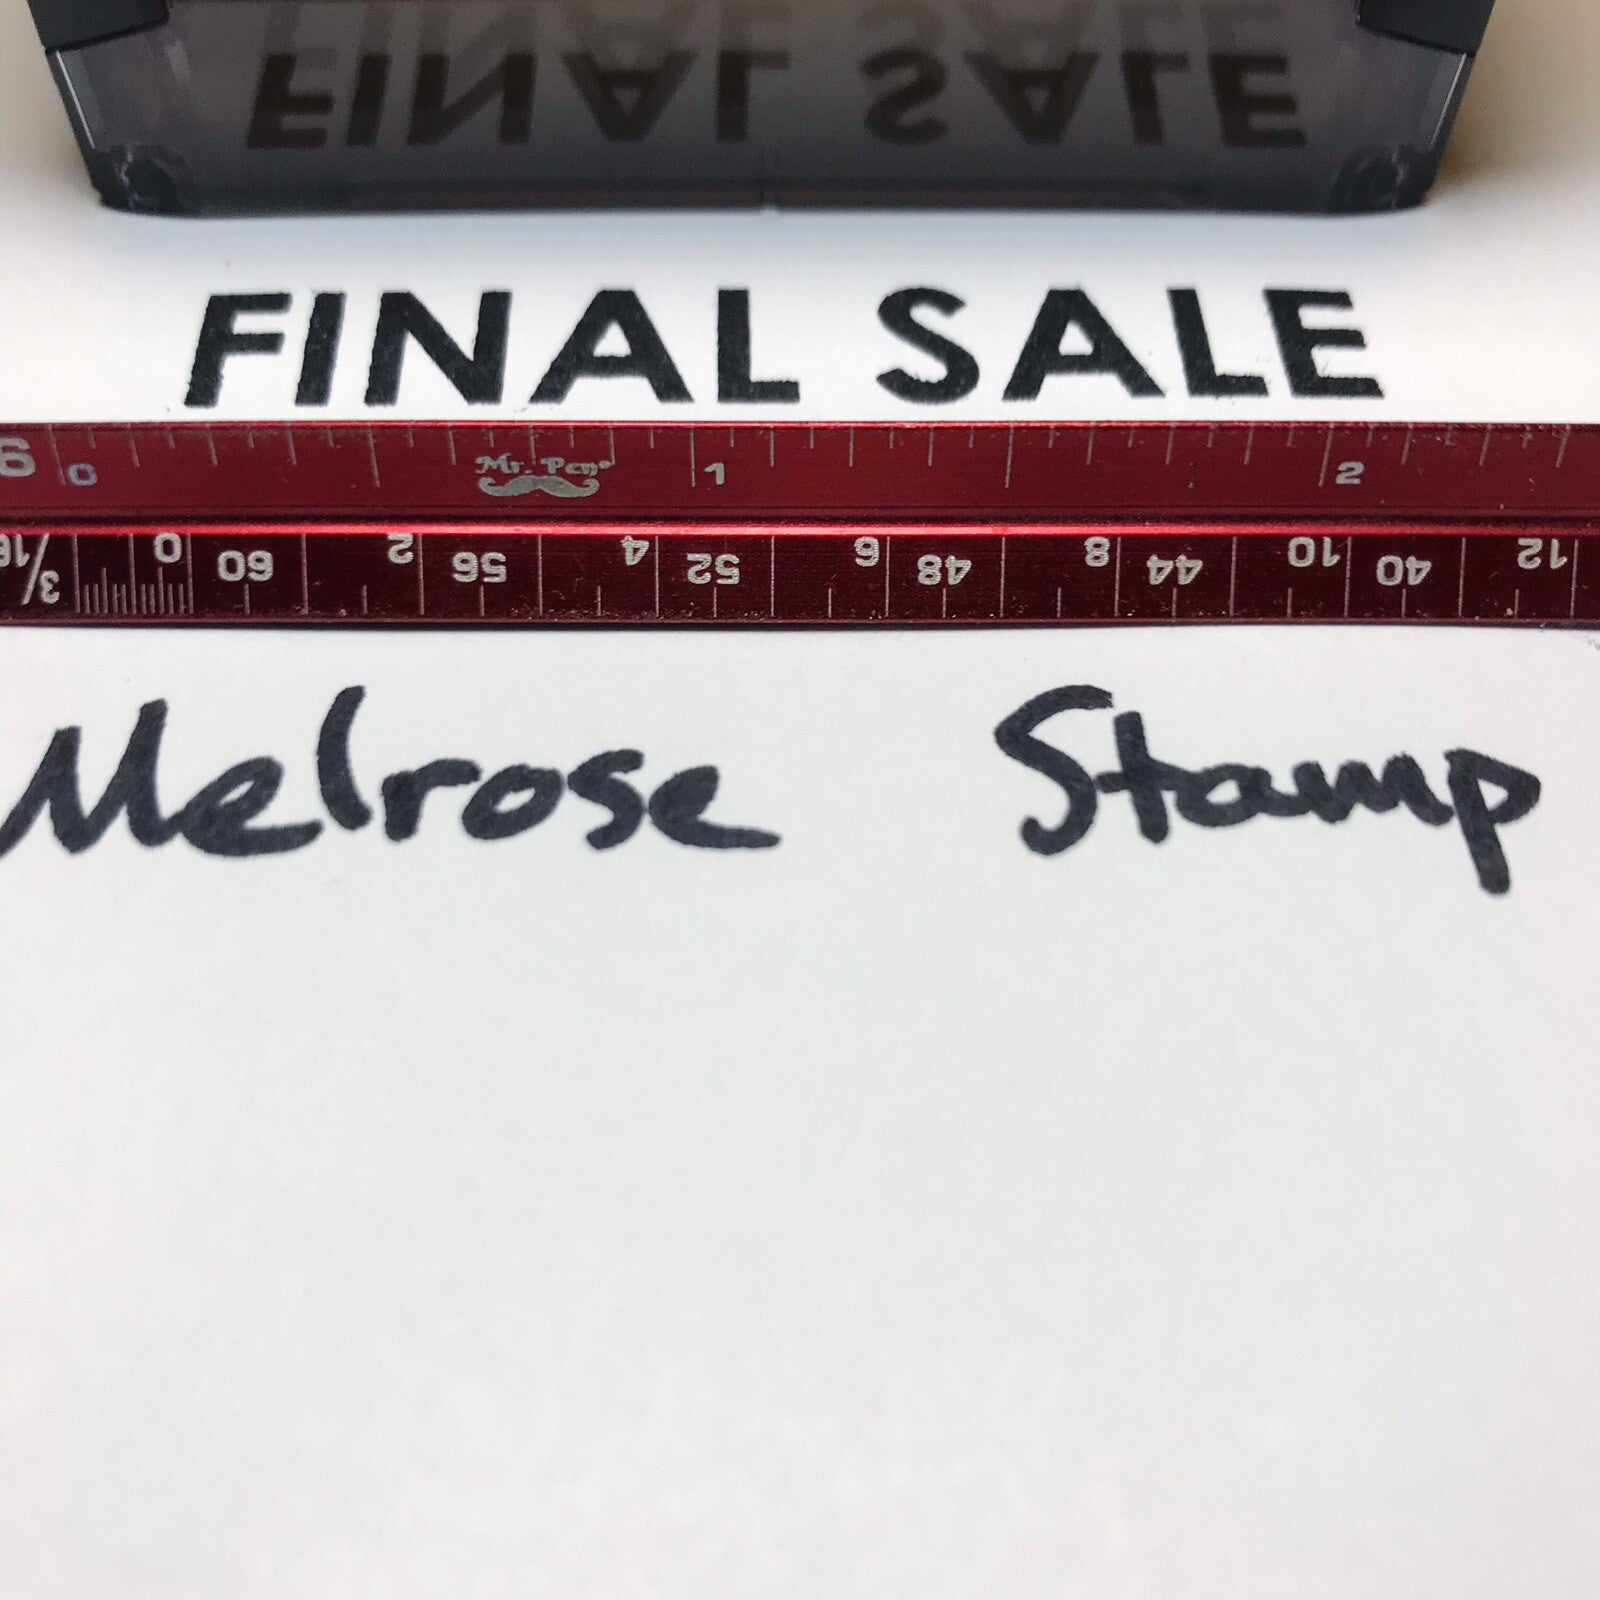 FINAL SALE
FINAL SALE
6 0 Mr. Pen® 1 2
3/16 0 60 2 56 4 52 6 48 8 44 10 40 12
Melrose Stamp